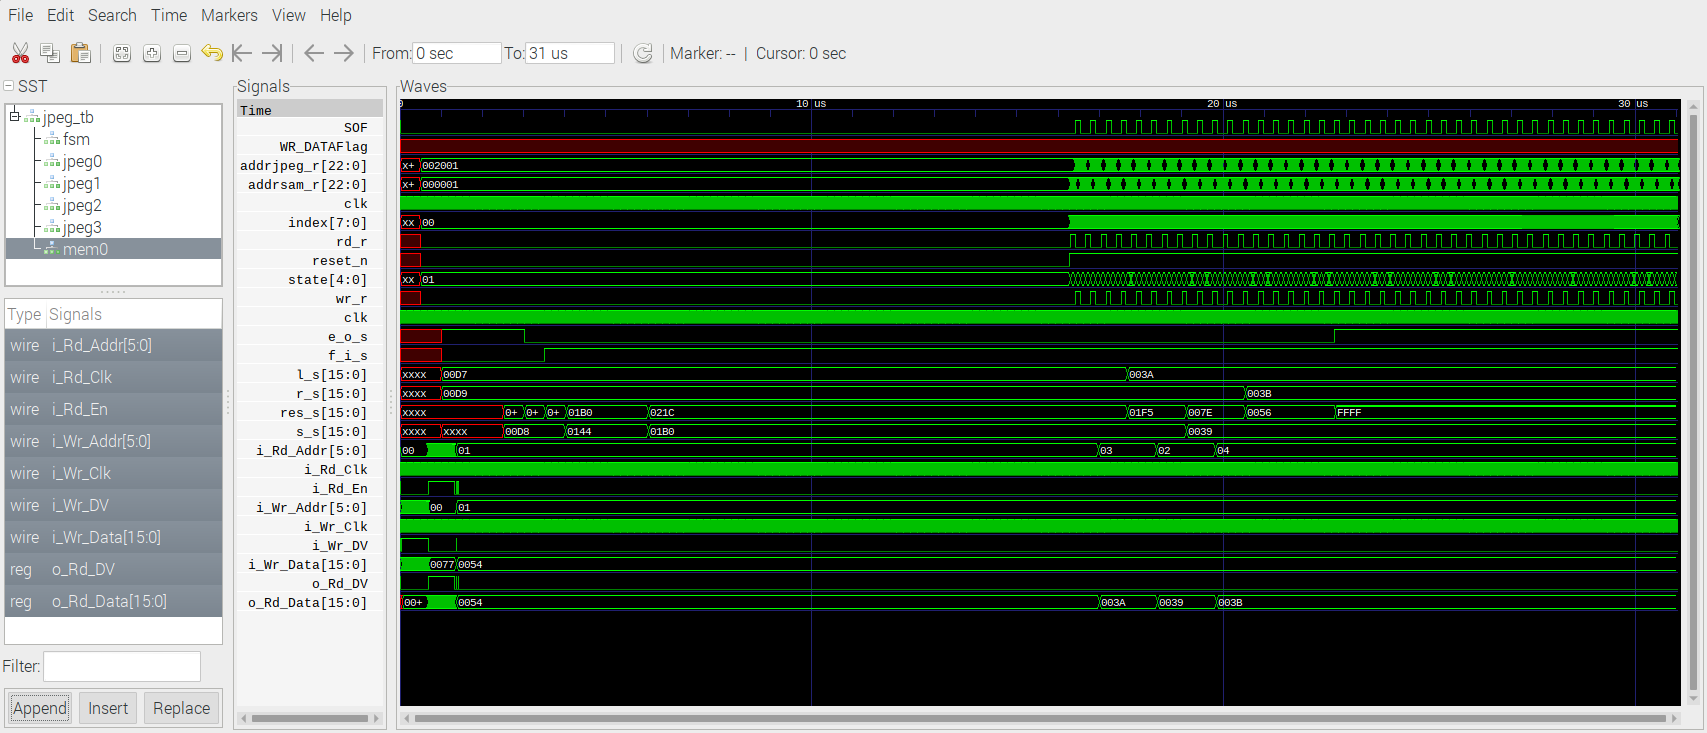 File Edit Search Time Markers View Help
From: 0 sec To: 31 us Marker: -- | Cursor: 0 sec
SST
jpeg_tb
fsm
jpeg0
jpeg1
jpeg2
jpeg3
mem0
Type Signals
wire i_Rd_Addr[5:0]
wire i_Rd_Clk
wire i_Rd_En
wire i_Wr_Addr[5:0]
wire i_Wr_Clk
wire i_Wr_DV
wire i_Wr_Data[15:0]
reg o_Rd_DV
reg o_Rd_Data[15:0]
Filter:
Append Insert Replace
Signals
Time
SOF
WR_DATAFlag
addrjpeg_r[22:0]
addrsam_r[22:0]
clk
index[7:0]
rd_r
reset_n
state[4:0]
wr_r
clk
e_o_s
f_i_s
l_s[15:0]
r_s[15:0]
res_s[15:0]
s_s[15:0]
i_Rd_Addr[5:0]
i_Rd_Clk
i_Rd_En
i_Wr_Addr[5:0]
i_Wr_Clk
i_Wr_DV
i_Wr_Data[15:0]
o_Rd_DV
o_Rd_Data[15:0]
Waves
0 10 us 20 us 30 us
x+ 002001
x+ 000001
xx 00
xx 01
xxxx 00D7 003A
xxxx 00D9 003B
xxxx 0+ 0+ 0+ 01B0 021C 01F5 007E 0056 FFFF
xxxx xxxx 00D8 0144 01B0 0039
00 01 03 02 04
00 01
0077 0054
00+ 0054 003A 0039 003B